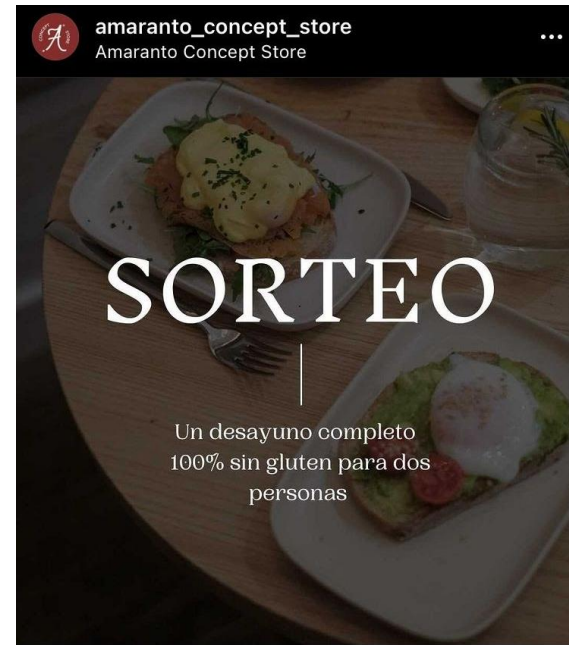 amaranto_concept_store
Amaranto Concept Store
SORTEO
Un desayuno completo
100% sin gluten para dos
personas